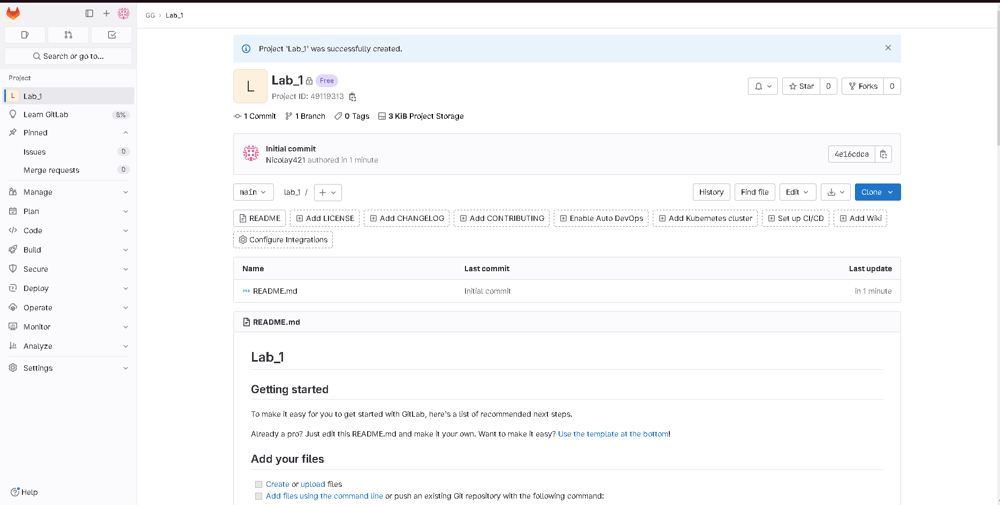 GG › Lab_1
Search or go to...
Project
L Lab_1
Learn GitLab 8%
Pinned
Issues 0
Merge requests 0
Manage
Plan
Code
Build
Secure
Deploy
Operate
Monitor
Analyze
Settings
Help
Project 'Lab_1' was successfully created.
L
Lab_1 Free
Project ID: 49119313
Star 0 Forks 0
1 Commit 1 Branch 0 Tags 3 KiB Project Storage
Initial commit
Nicolay421 authored in 1 minute
4e16cdca
main lab_1 / + History Find file Edit Clone
README Add LICENSE Add CHANGELOG Add CONTRIBUTING Enable Auto DevOps Add Kubernetes cluster Set up CI/CD Add Wiki
Configure Integrations
Name Last commit Last update
README.md Initial commit in 1 minute
README.md
Lab_1
Getting started
To make it easy for you to get started with GitLab, here's a list of recommended next steps.
Already a pro? Just edit this README.md and make it your own. Want to make it easy? Use the template at the bottom!
Add your files
Create or upload files
Add files using the command line or push an existing Git repository with the following command: